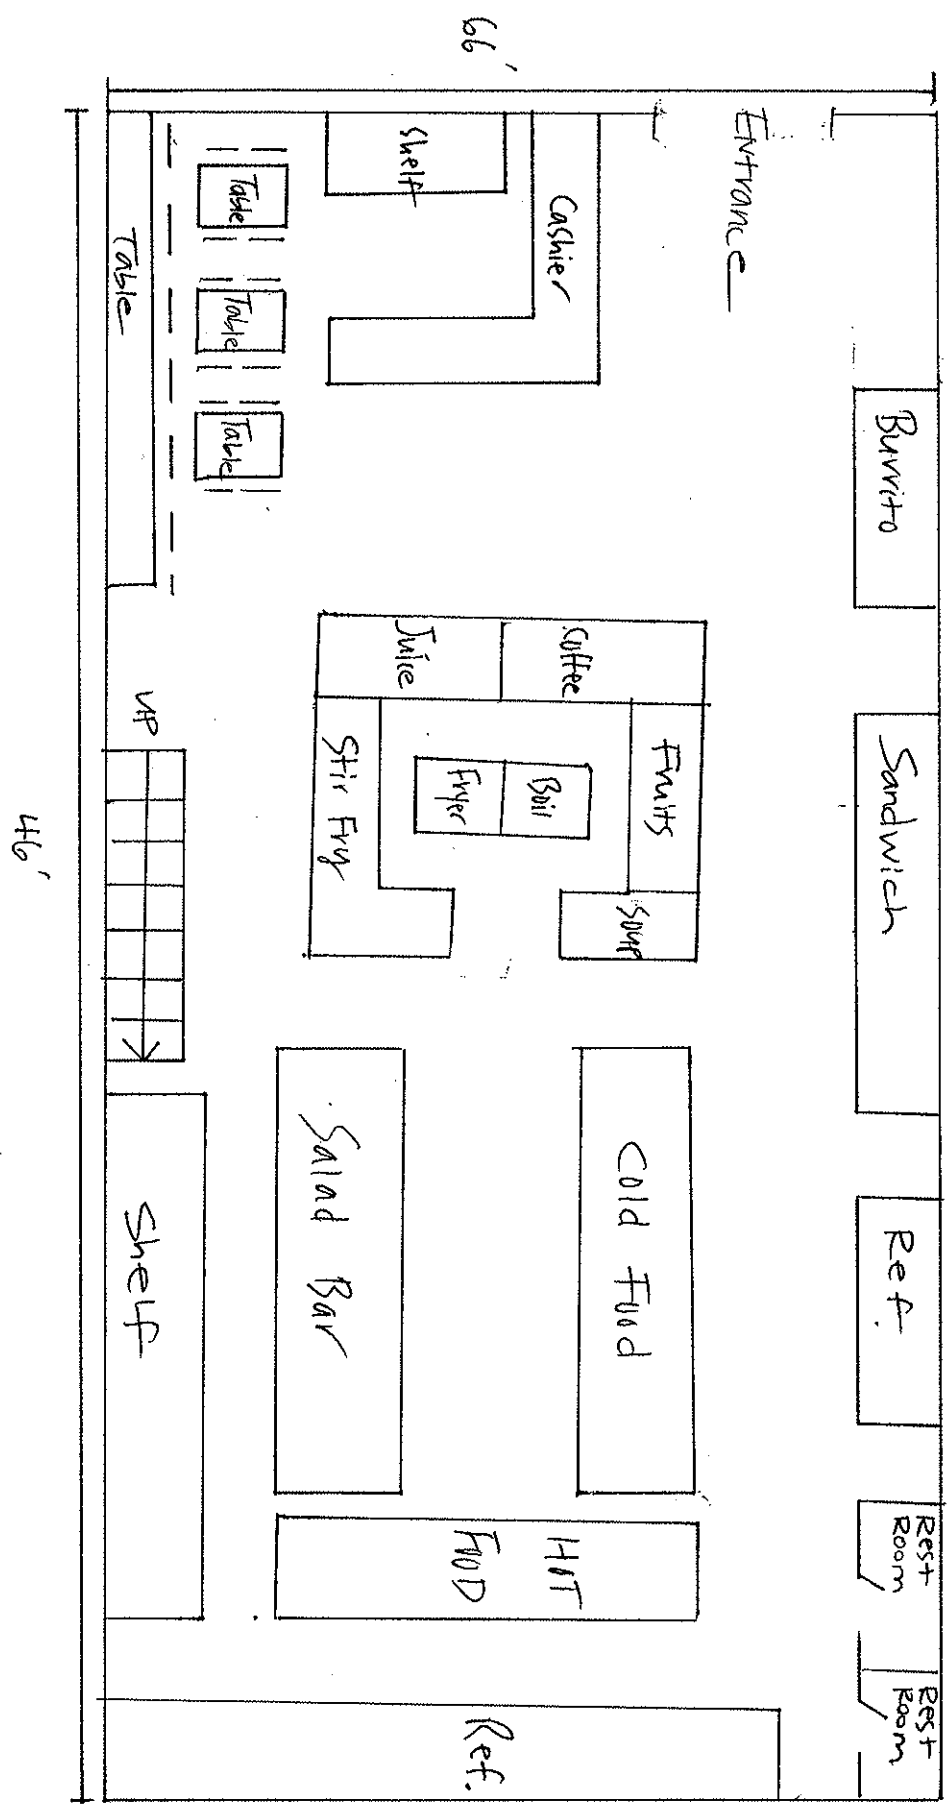 66'
Entrance
Cashier
Shelf
Table
Table
Table
Table
Burrito
Sandwich
Ref.
Rest
Room
Rest
Room
Coffee
Juice
Fruits
Boil
Fryer
Stir Fry
Soup
UP
46'
Cold Food
Salad Bar
Shelf
HOT
FOOD
Ref.